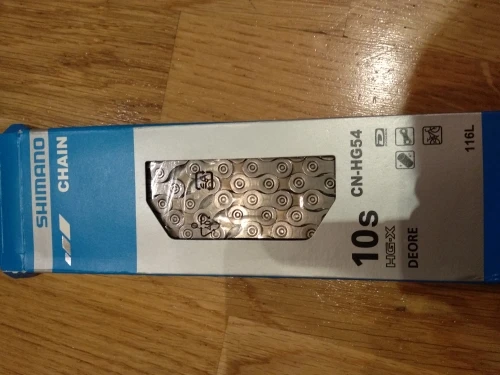 SHIMANO
CHAIN
10s
CN-HG54
HG-X
DEORE
116L